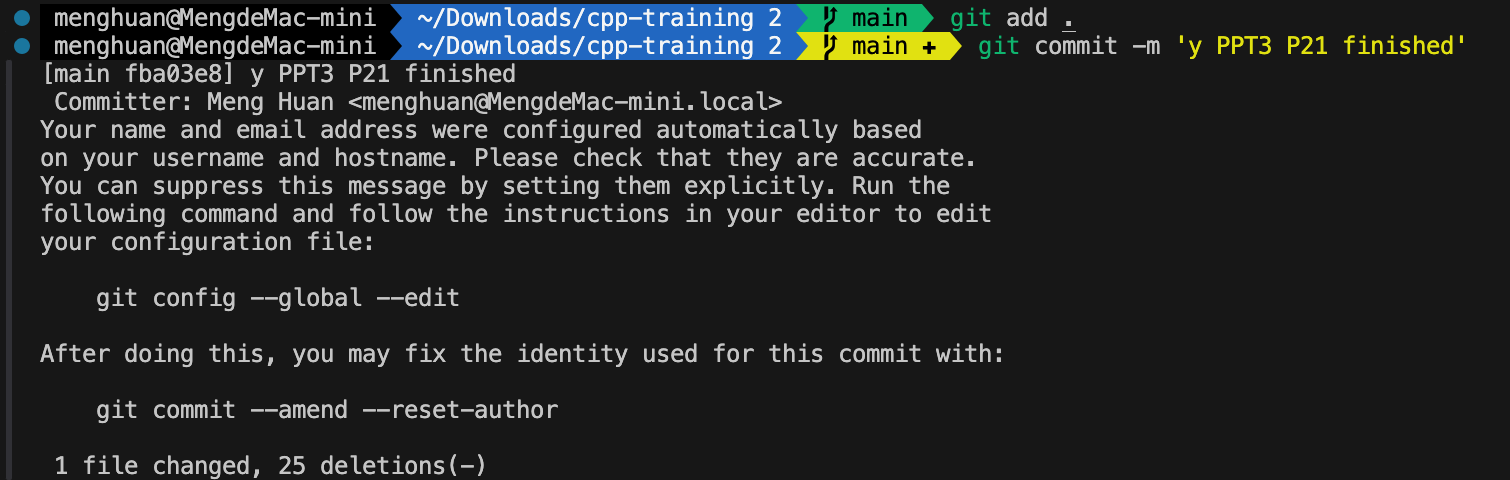 menghuan@MengdeMac-mini ~/Downloads/cpp-training 2 main git add .
menghuan@MengdeMac-mini ~/Downloads/cpp-training 2 main + git commit -m 'y PPT3 P21 finished'
[main fba03e8] y PPT3 P21 finished
Committer: Meng Huan <menghuan@MengdeMac-mini.local>
Your name and email address were configured automatically based
on your username and hostname. Please check that they are accurate.
You can suppress this message by setting them explicitly. Run the
following command and follow the instructions in your editor to edit
your configuration file:
git config --global --edit
After doing this, you may fix the identity used for this commit with:
git commit --amend --reset-author
1 file changed, 25 deletions(-)